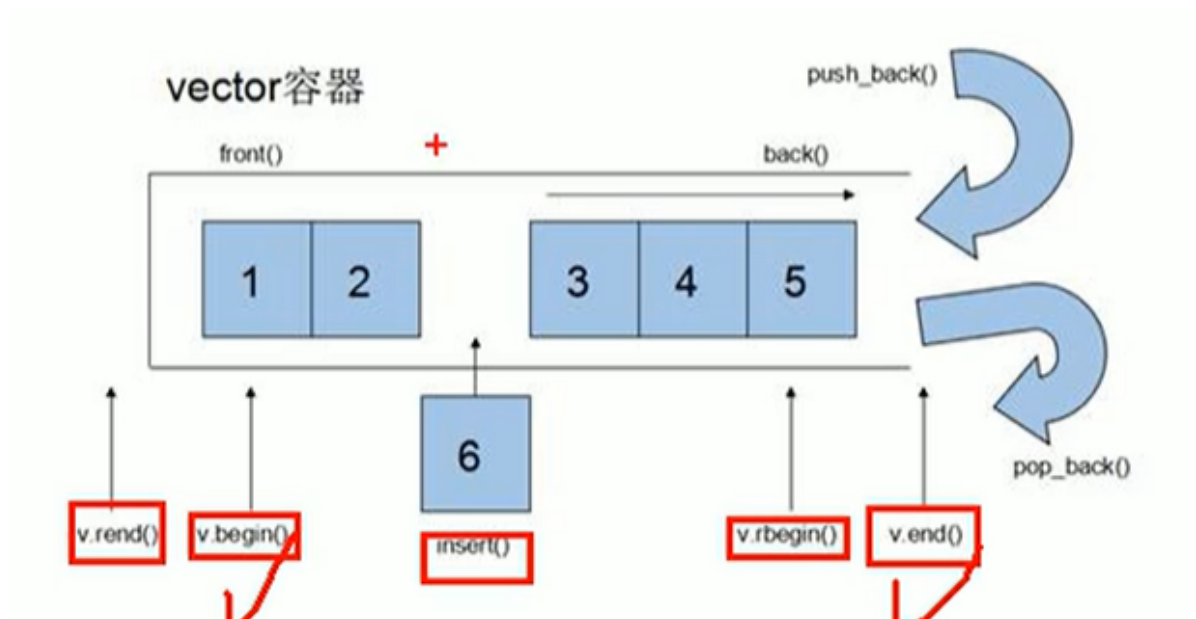 vector容器
push_back()
front()
back()
1 2 3 4 5
6
pop_back()
v.rend() v.begin() insert() v.rbegin() v.end()